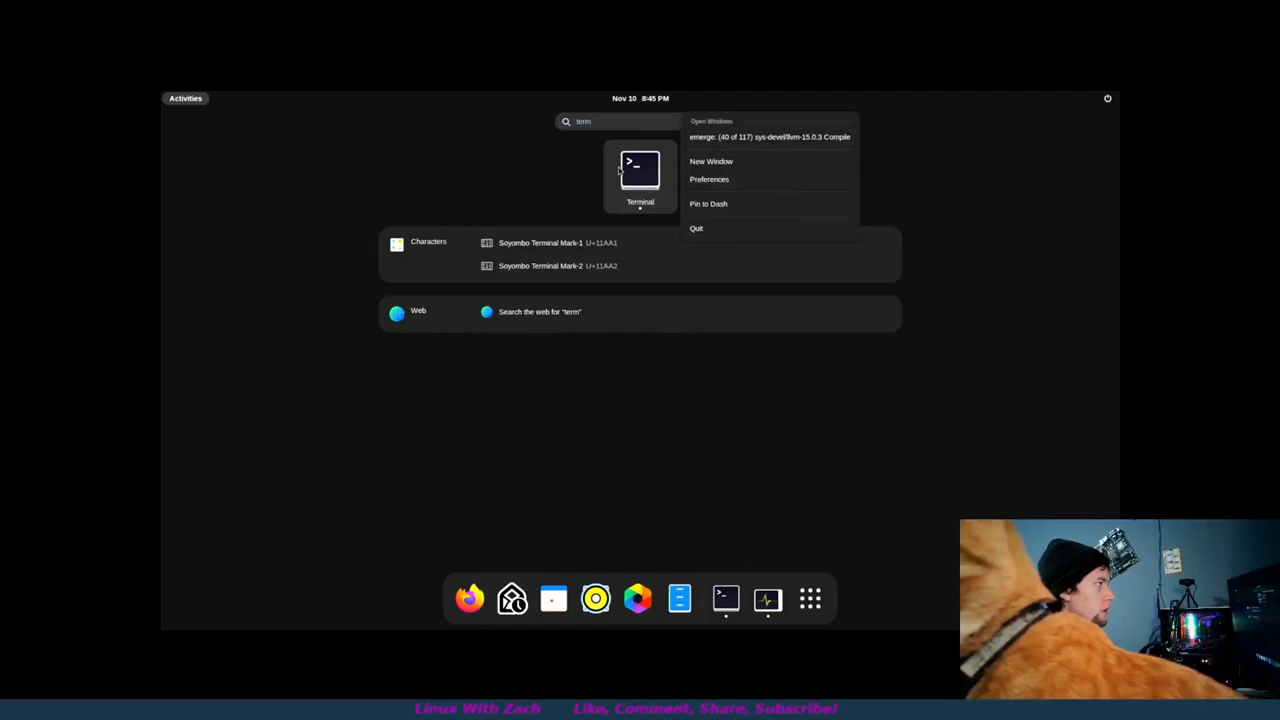 Activities
Nov 10 8:45 PM
term
Open Windows
emerge: (40 of 117) sys-devel/llvm-15.0.3 Compile
New Window
Preferences
Pin to Dash
Quit
>_
Terminal
Characters
Soyombo Terminal Mark-1 U+11AA1
Soyombo Terminal Mark-2 U+11AA2
Web
Search the web for "term"
>_
Linux With Zach Like, Comment, Share, Subscribe!